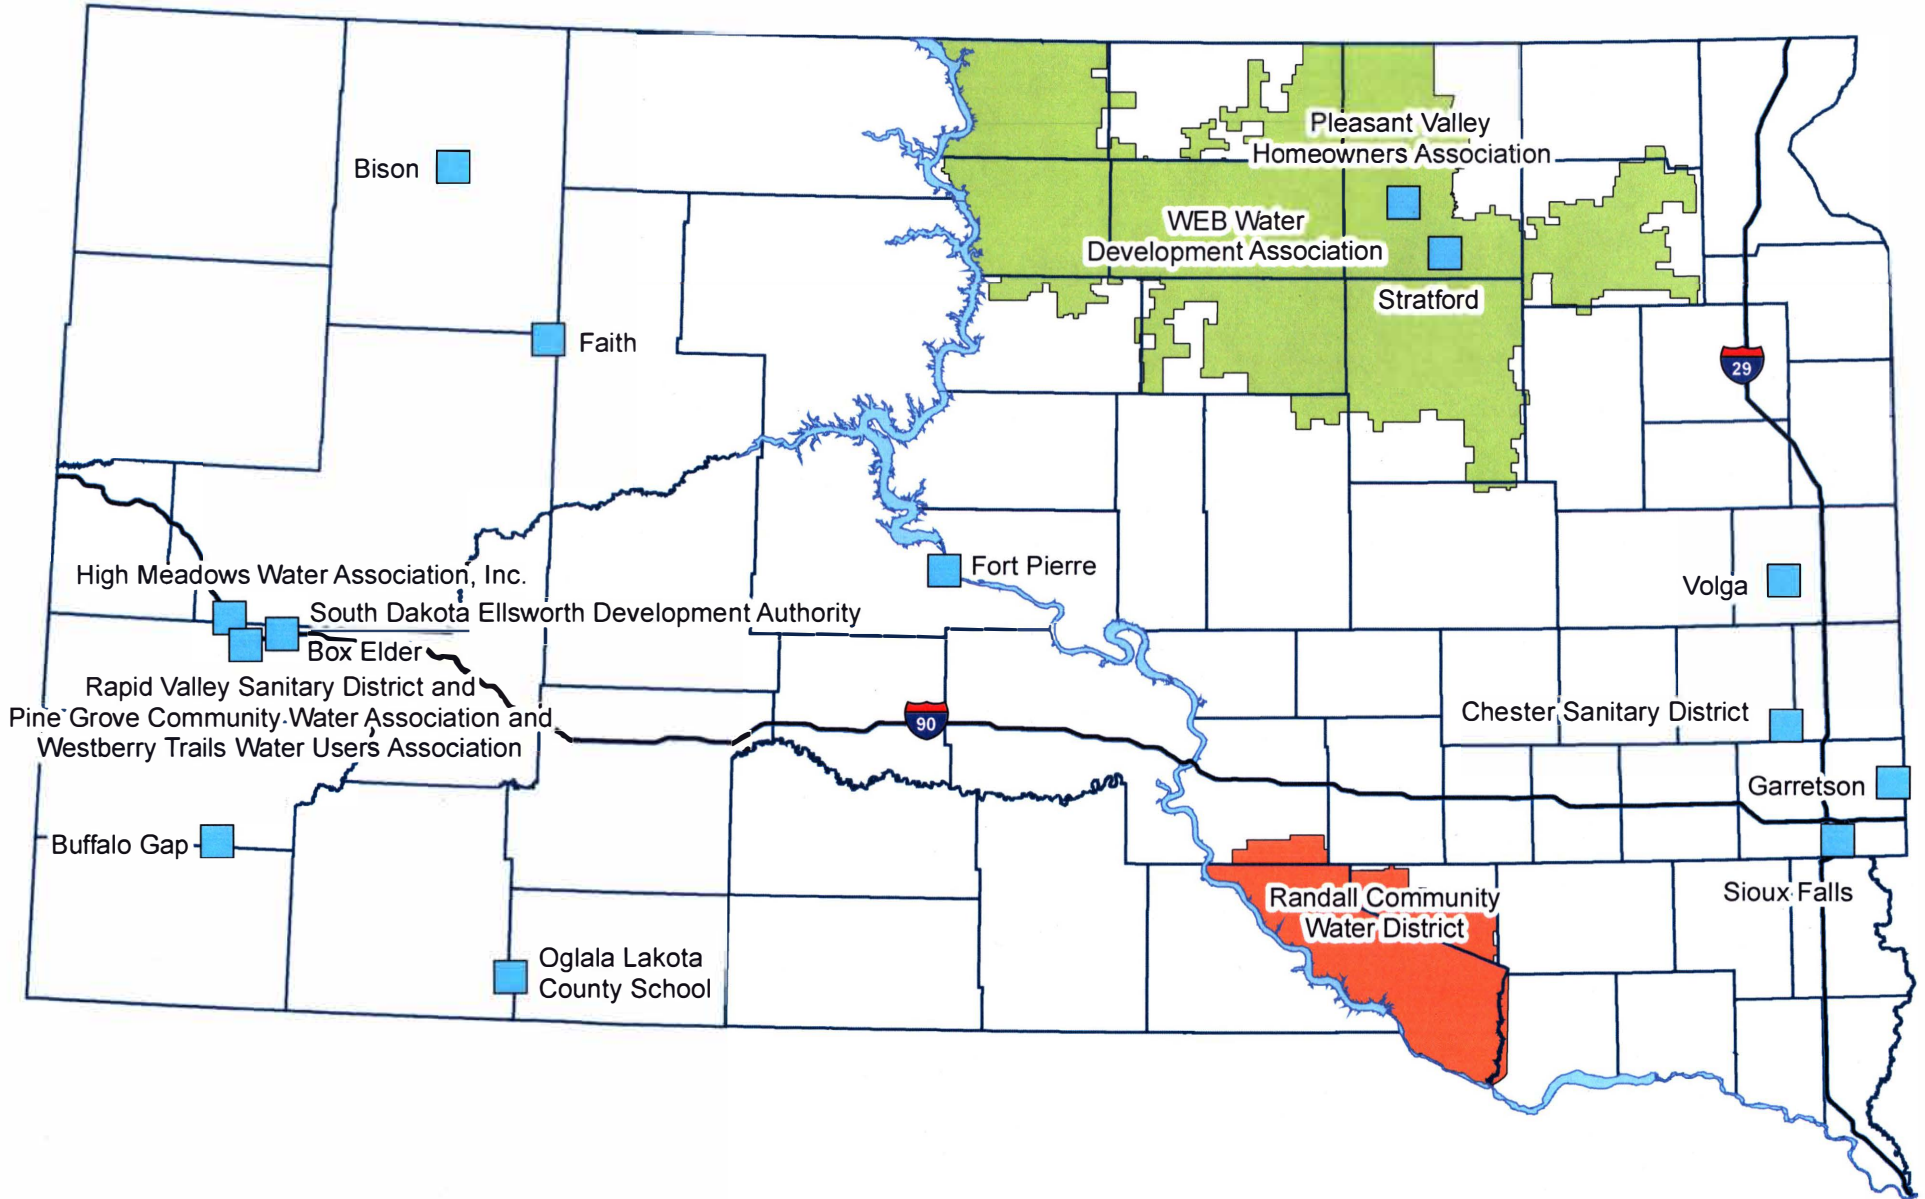 Pleasant Valley
Homeowners Association
Bison
WEB Water
Development Association
Stratford
Faith
29
Fort Pierre
High Meadows Water Association, Inc.
Volga
South Dakota Ellsworth Development Authority
Box Elder
Rapid Valley Sanitary District and
Pine Grove Community Water Association and
Westberry Trails Water Users Association
90
Chester Sanitary District
Garretson
Buffalo Gap
Randall Community
Water District
Sioux Falls
Oglala Lakota
County School